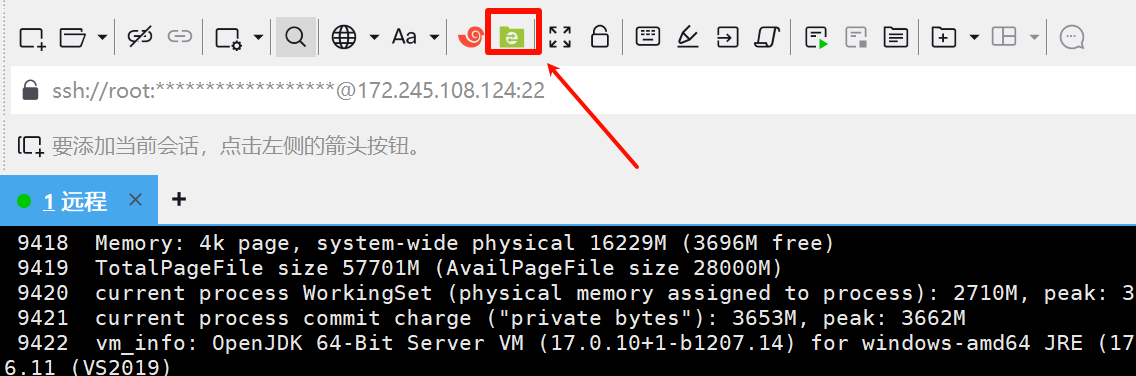 Aa
ssh://root:******************@172.245.108.124:22
要添加当前会话，点击左侧的箭头按钮。
1 远程 × +
9418 Memory: 4k page, system-wide physical 16229M (3696M free)
9419 TotalPageFile size 57701M (AvailPageFile size 28000M)
9420 current process WorkingSet (physical memory assigned to process): 2710M, peak: 3
9421 current process commit charge ("private bytes"): 3653M, peak: 3662M
9422 vm_info: OpenJDK 64-Bit Server VM (17.0.10+1-b1207.14) for windows-amd64 JRE (17
6.11 (VS2019)